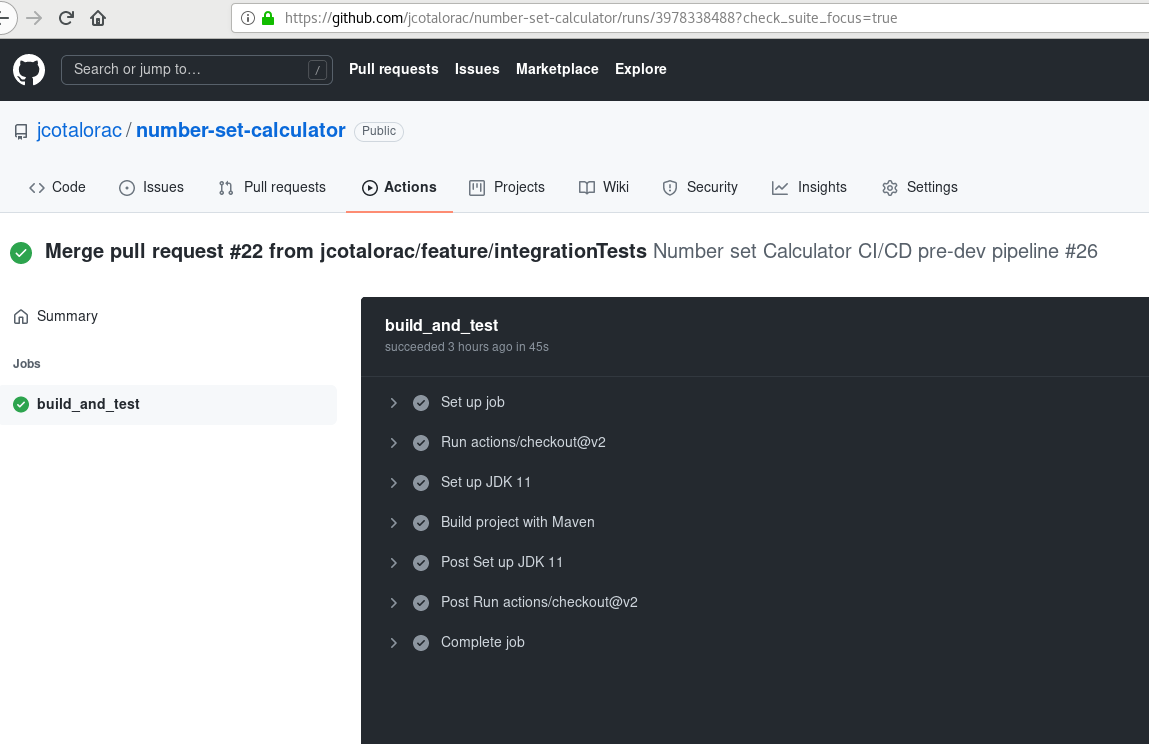 https://github.com/jcotalorac/number-set-calculator/runs/3978338488?check_suite_focus=true
Search or jump to… / Pull requests Issues Marketplace Explore
jcotalorac / number-set-calculator Public
Code Issues Pull requests Actions Projects Wiki Security Insights Settings
Merge pull request #22 from jcotalorac/feature/integrationTests Number set Calculator CI/CD pre-dev pipeline #26
Summary
Jobs
build_and_test
build_and_test
succeeded 3 hours ago in 45s
Set up job
Run actions/checkout@v2
Set up JDK 11
Build project with Maven
Post Set up JDK 11
Post Run actions/checkout@v2
Complete job